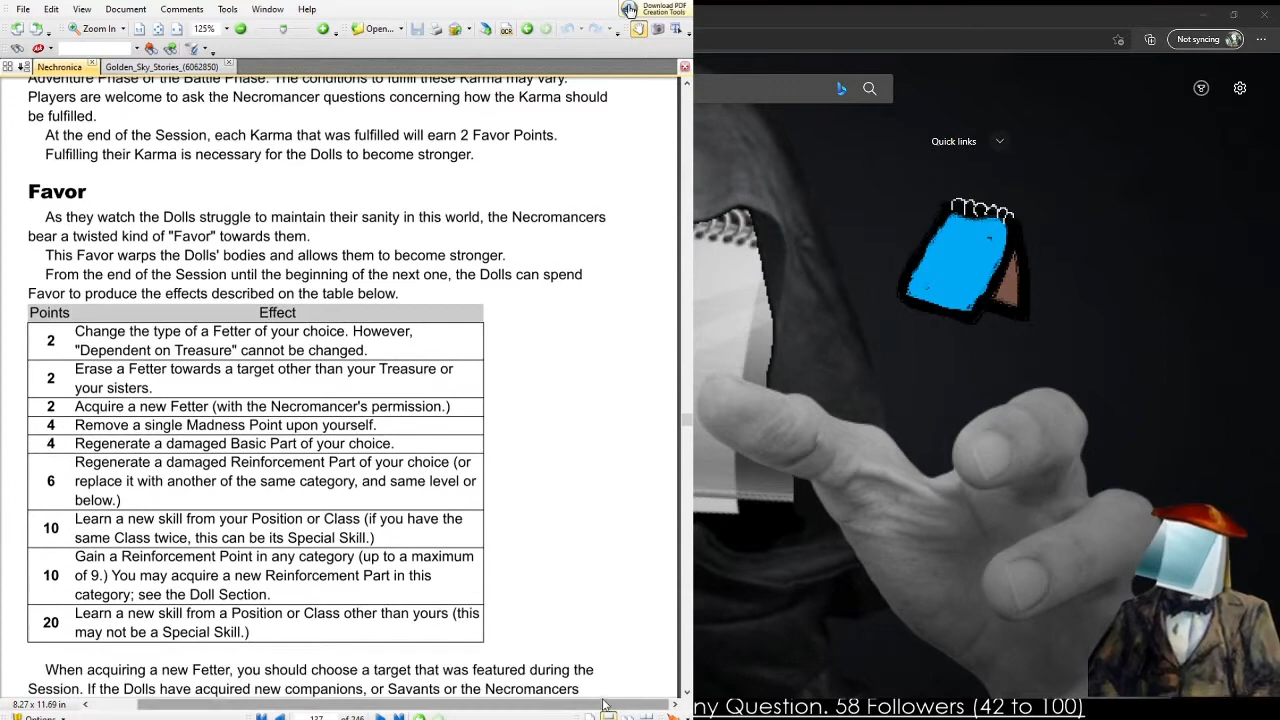 File Edit View Document Comments Tools Window Help
Download PDF
Creation Tools
Zoom In 125% Open...
Nechronica Golden_Sky_Stories_(6062850)
Not syncing
Adventure Phase or the Battle Phase. The conditions to fulfill these Karma may vary.
Players are welcome to ask the Necromancer questions concerning how the Karma should
be fulfilled.
At the end of the Session, each Karma that was fulfilled will earn 2 Favor Points.
Fulfilling their Karma is necessary for the Dolls to become stronger.
Favor
As they watch the Dolls struggle to maintain their sanity in this world, the Necromancers
bear a twisted kind of "Favor" towards them.
This Favor warps the Dolls' bodies and allows them to become stronger.
From the end of the Session until the beginning of the next one, the Dolls can spend
Favor to produce the effects described on the table below.
Points Effect
2 Change the type of a Fetter of your choice. However,
"Dependent on Treasure" cannot be changed.
2 Erase a Fetter towards a target other than your Treasure or
your sisters.
2 Acquire a new Fetter (with the Necromancer's permission.)
4 Remove a single Madness Point upon yourself.
4 Regenerate a damaged Basic Part of your choice.
6 Regenerate a damaged Reinforcement Part of your choice (or
replace it with another of the same category, and same level or
below.)
10 Learn a new skill from your Position or Class (if you have the
same Class twice, this can be its Special Skill.)
10 Gain a Reinforcement Point in any category (up to a maximum
of 9.) You may acquire a new Reinforcement Part in this
category; see the Doll Section.
20 Learn a new skill from a Position or Class other than yours (this
may not be a Special Skill.)
When acquiring a new Fetter, you should choose a target that was featured during the
Session. If the Dolls have acquired new companions, or Savants or the Necromancers
8.27 x 11.69 in
Options 137 of 246
Quick links
ny Question. 58 Followers (42 to 100)